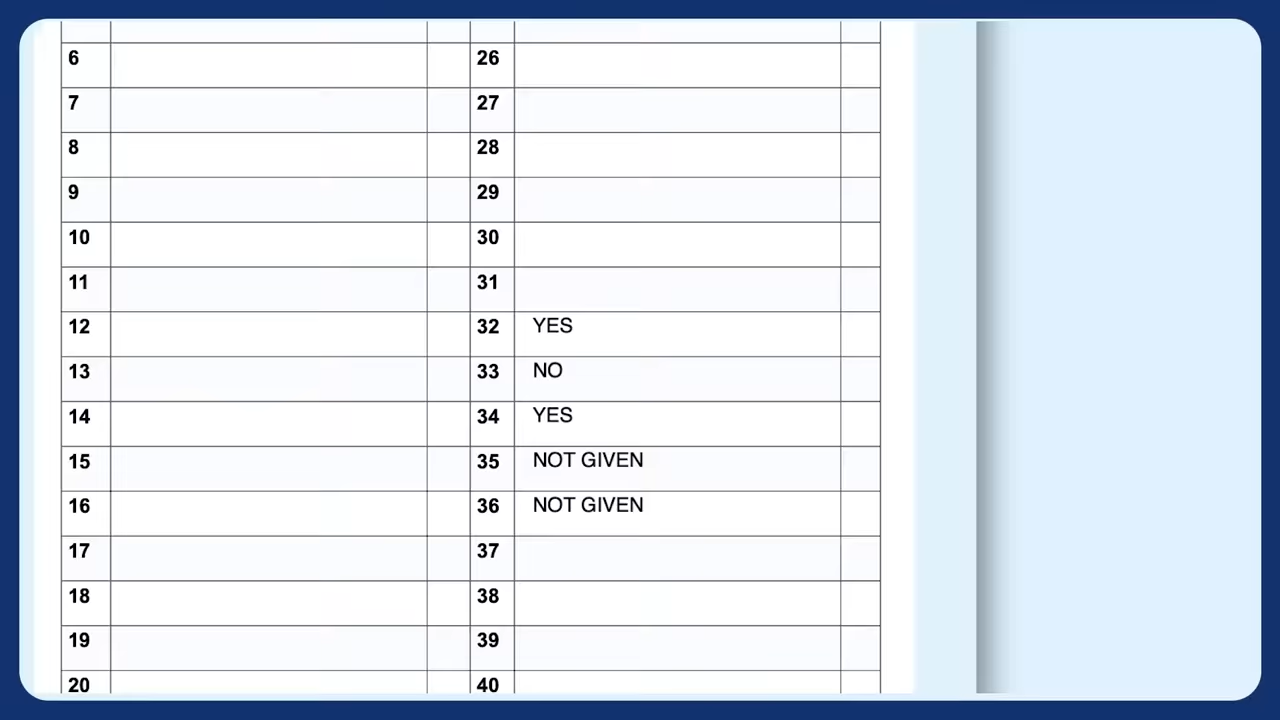 6 26
7 27
8 28
9 29
10 30
11 31
12 32 YES
13 33 NO
14 34 YES
15 35 NOT GIVEN
16 36 NOT GIVEN
17 37
18 38
19 39
20 40